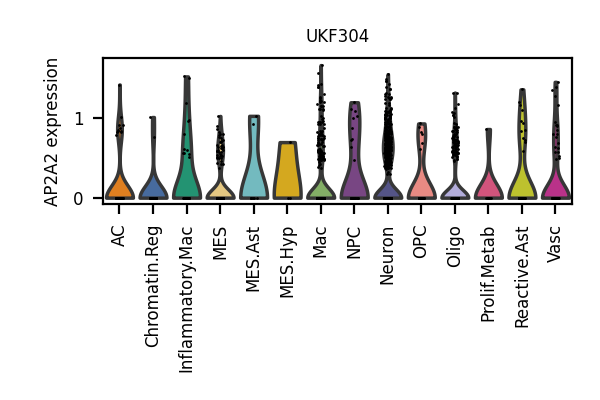 UKF304
AP2A2 expression
1
0
AC
Chromatin.Reg
Inflammatory.Mac
MES
MES.Ast
MES.Hyp
Mac
NPC
Neuron
OPC
Oligo
Prolif.Metab
Reactive.Ast
Vasc